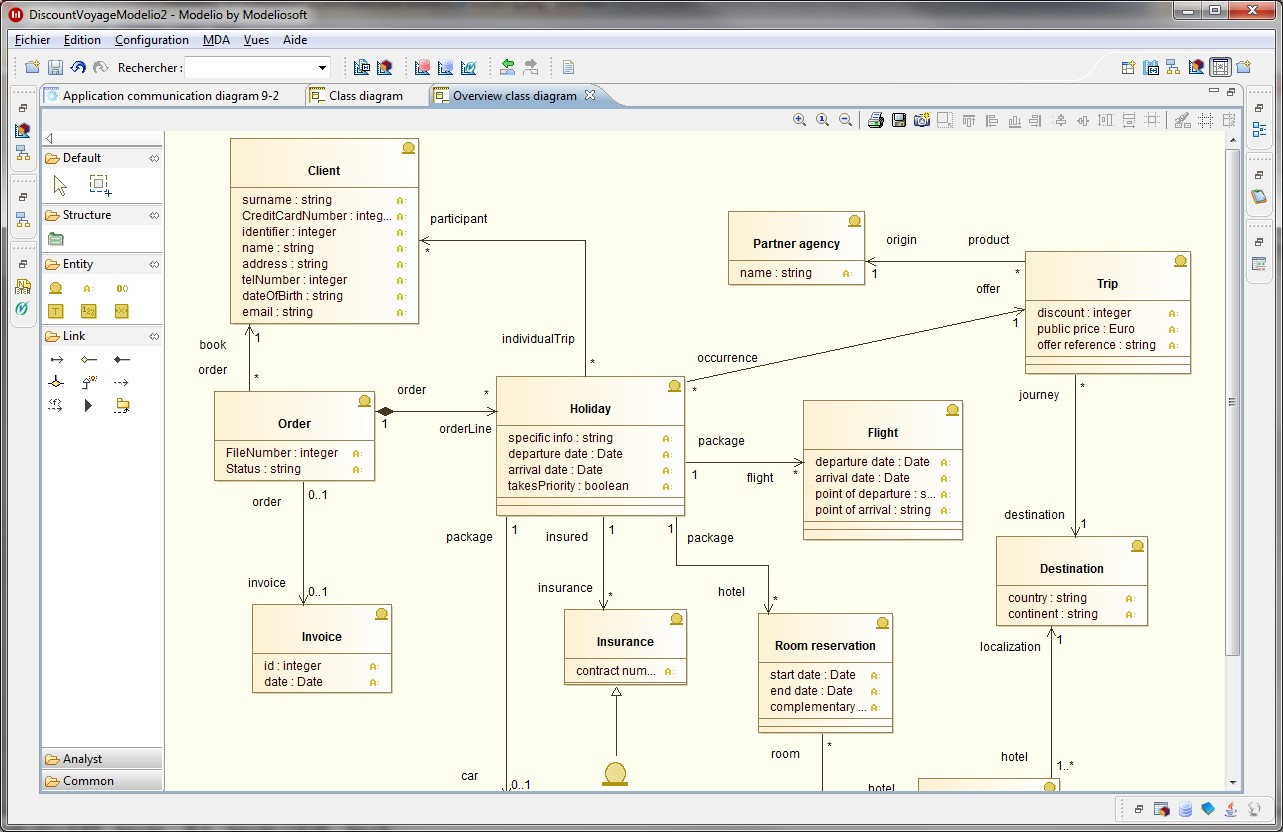 DiscountVoyageModelio2 - Modelio by Modeliosoft
Fichier Edition Configuration MDA Vues Aide
Rechercher :
Application communication diagram 9-2
Class diagram
Overview class diagram
Default
Structure
Entity
Link
Analyst
Common
Client
surname : string
CreditCardNumber : integ...
identifier : integer
name : string
address : string
telNumber : integer
dateOfBirth : string
email : string
participant
*
individualTrip
*
book
1
order
*
Partner agency
name : string
origin
1
product
*
offer
1
occurrence
*
Trip
discount : integer
public price : Euro
offer reference : string
journey
*
destination
1
Order
FileNumber : integer
Status : string
order
1
orderLine
*
order
0..1
invoice
0..1
Invoice
id : integer
date : Date
Holiday
specific info : string
departure date : Date
arrival date : Date
takesPriority : boolean
package
1
flight
*
Flight
departure date : Date
arrival date : Date
point of departure : s...
point of arrival : string
package
1
car
0..1
insured
1
insurance
*
Insurance
contract num...
package
1
hotel
*
Room reservation
start date : Date
end date : Date
complementary ...
room
*
hotel
Destination
country : string
continent : string
localization
1
hotel
1..*